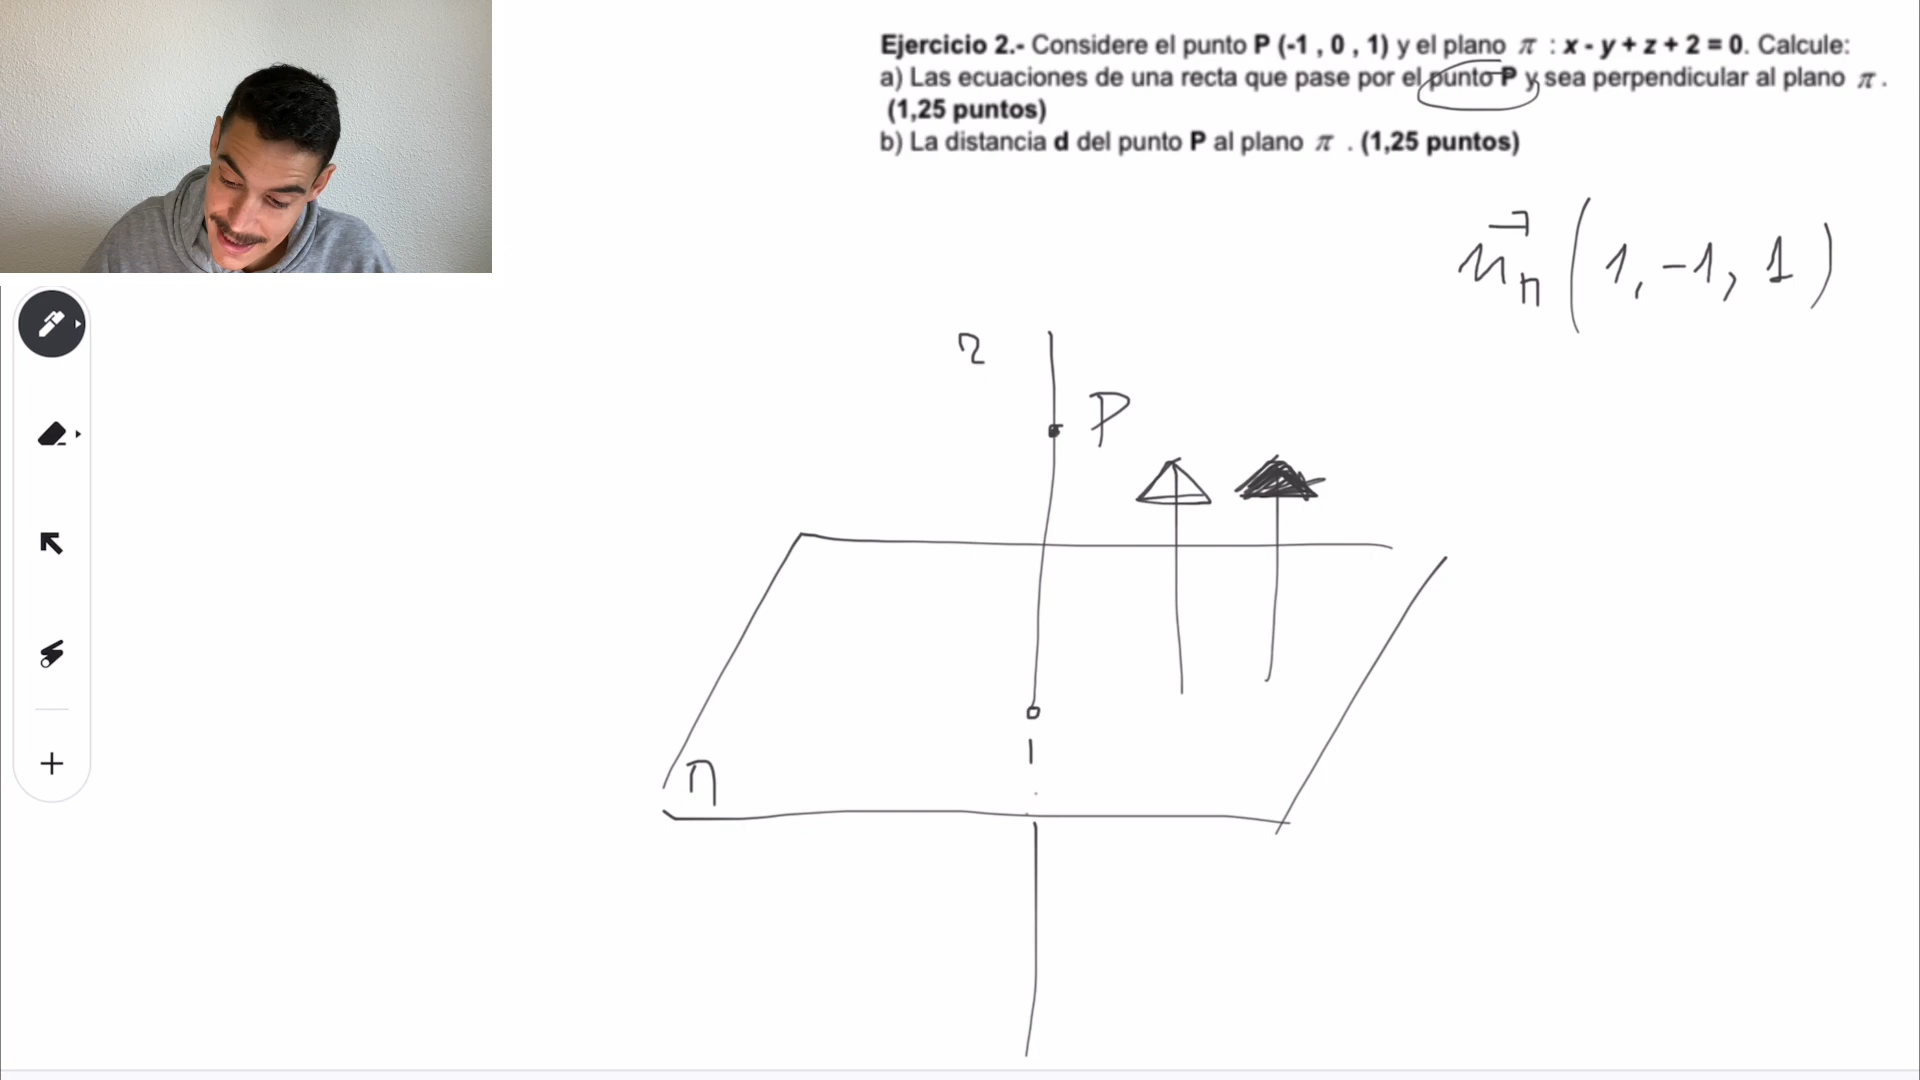 Ejercicio 2.- Considere el punto P (-1 , 0 , 1) y el plano π : x - y + z + 2 = 0. Calcule:
a) Las ecuaciones de una recta que pase por el punto P y sea perpendicular al plano π .
(1,25 puntos)
b) La distancia d del punto P al plano π . (1,25 puntos)
n⃗π (1, -1, 1)
r
P
π